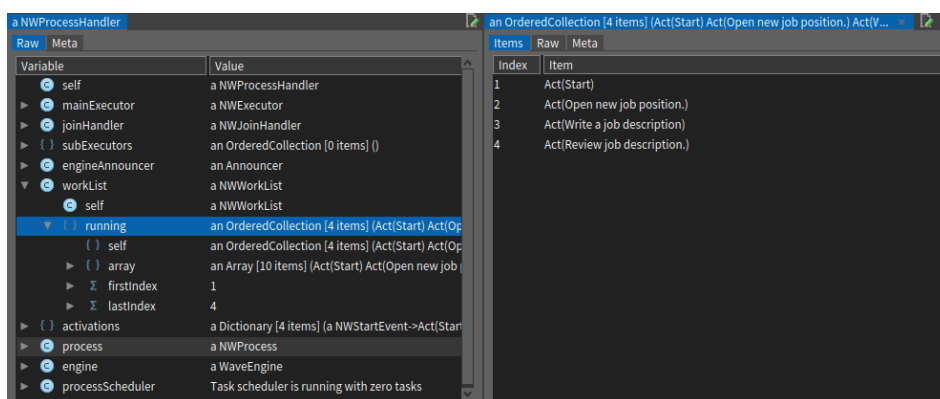 a NWProcessHandler
Raw Meta
Variable Value
self a NWProcessHandler
mainExecutor a NWExecutor
joinHandler a NWJoinHandler
{ } subExecutors an OrderedCollection [0 items] ()
engineAnnouncer an Announcer
workList a NWWorkList
self a NWWorkList
{ } running an OrderedCollection [4 items] (Act(Start) Act(Op
{ } self an OrderedCollection [4 items] (Act(Start) Act(Op
{ } array an Array [10 items] (Act(Start) Act(Open new job
Σ firstIndex 1
Σ lastIndex 4
{ } activations a Dictionary [4 items] (a NWStartEvent->Act(Start
process a NWProcess
engine a WaveEngine
processScheduler Task scheduler is running with zero tasks
an OrderedCollection [4 items] (Act(Start) Act(Open new job position.) Act(V... ×
Items Raw Meta
Index Item
1 Act(Start)
2 Act(Open new job position.)
3 Act(Write a job description)
4 Act(Review job description.)